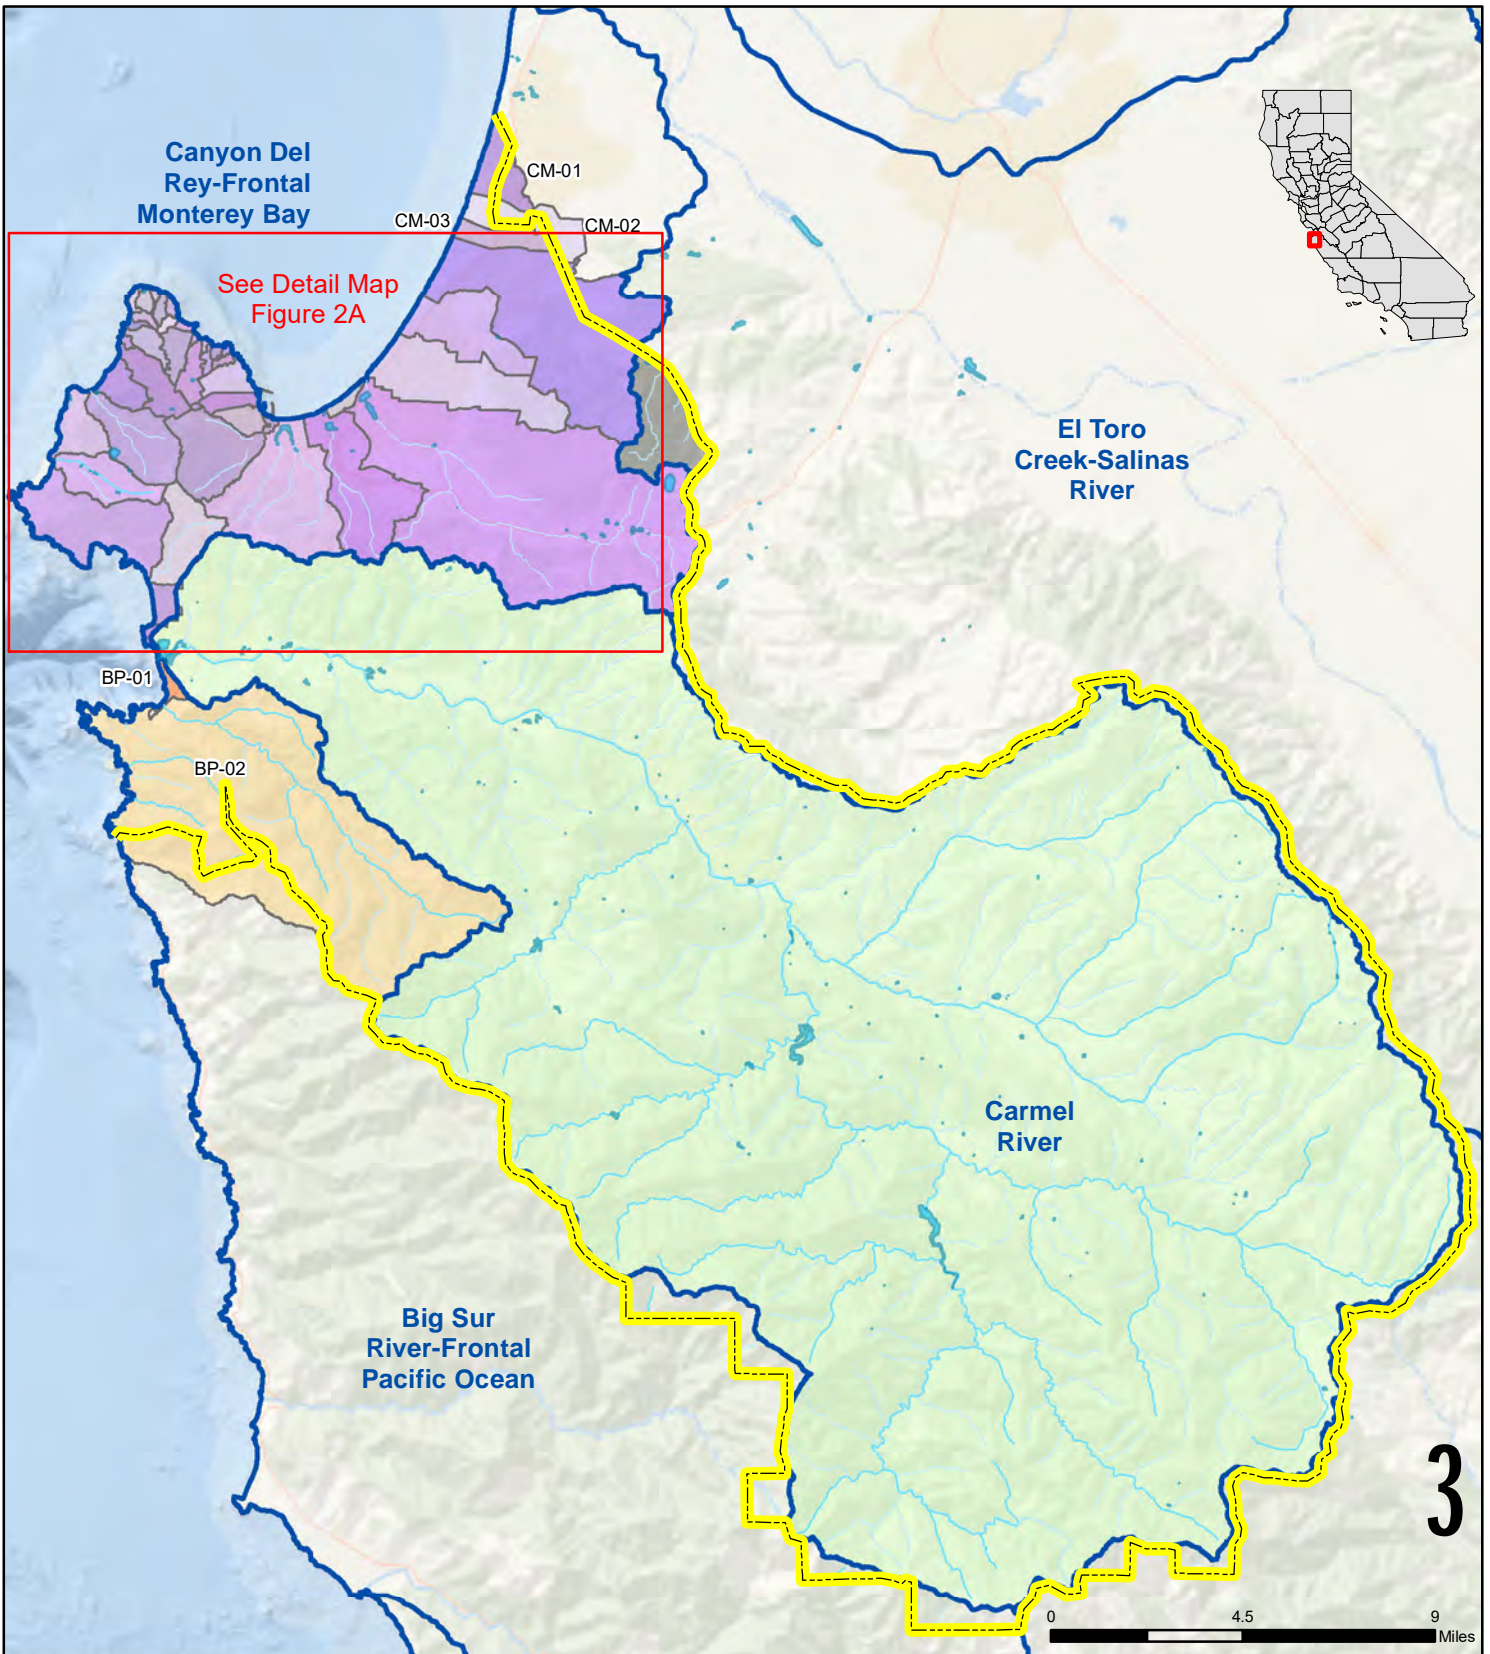 Canyon Del
Rey-Frontal
Monterey Bay
CM-01
CM-03
CM-02
See Detail Map
Figure 2A
El Toro
Creek-Salinas
River
BP-01
BP-02
Carmel
River
Big Sur
River-Frontal
Pacific Ocean
3
0 4.5 9
Miles